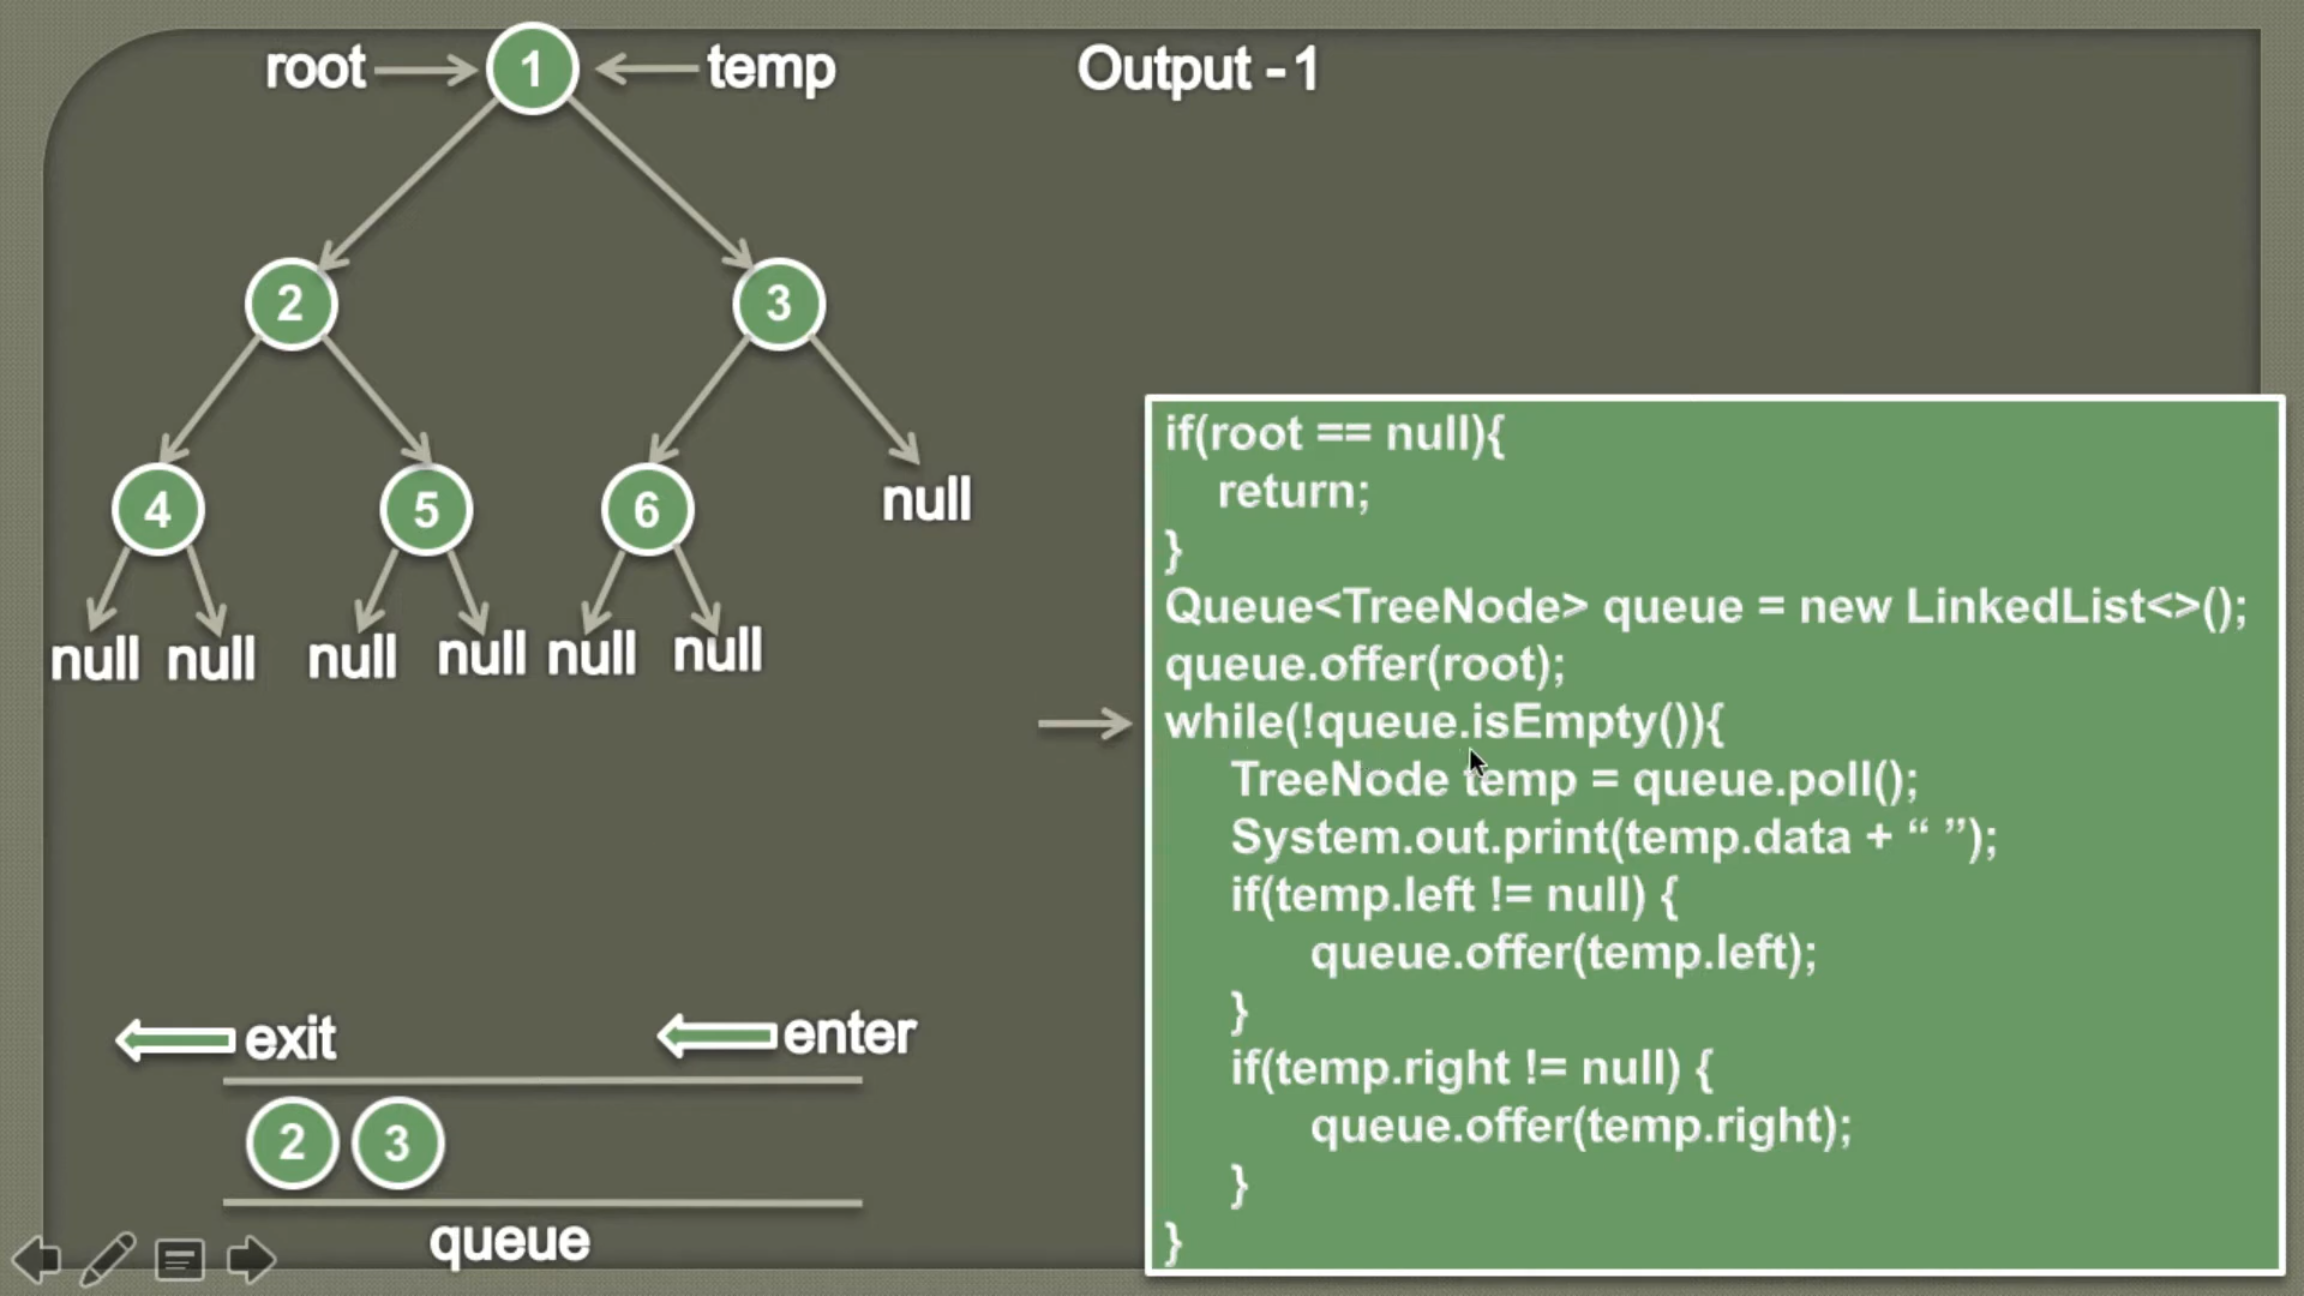 root 1 temp
Output - 1
2 3
4 5 6 null
null null null null null null
if(root == null){
return;
}
Queue<TreeNode> queue = new LinkedList<>();
queue.offer(root);
while(!queue.isEmpty()){
TreeNode temp = queue.poll();
System.out.print(temp.data + “ ”);
if(temp.left != null) {
queue.offer(temp.left);
}
if(temp.right != null) {
queue.offer(temp.right);
}
}
exit enter
2 3
queue